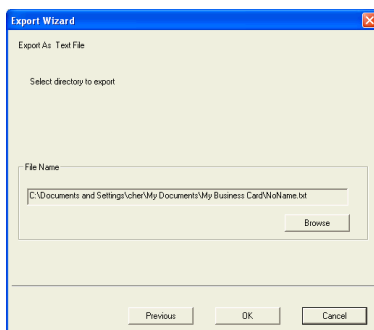 Export Wizard
Export As Text File
Select directory to export
File Name
C:\Documents and Settings\cher\My Documents\My Business Card\NoName.txt
Browse
Previous OK Cancel